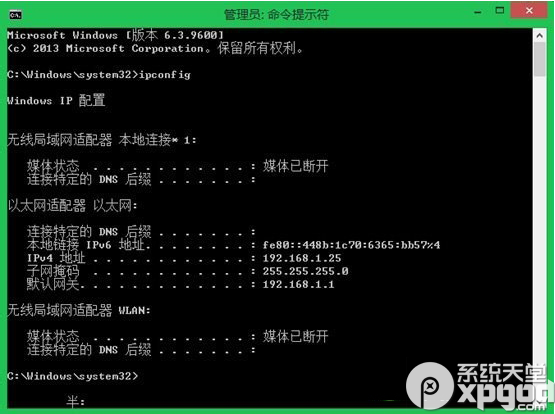 管理员: 命令提示符
Microsoft Windows [版本 6.3.9600]
(c) 2013 Microsoft Corporation。保留所有权利。
C:\Windows\system32>ipconfig
Windows IP 配置
无线局域网适配器 本地连接* 1:
媒体状态 . . . . . . . . . . . . : 媒体已断开
连接特定的 DNS 后缀 . . . . . . . :
以太网适配器 以太网:
连接特定的 DNS 后缀 . . . . . . . :
本地链接 IPv6 地址. . . . . . . . : fe80::448b:1c70:6365:bb57%4
IPv4 地址 . . . . . . . . . . . . : 192.168.1.25
子网掩码 . . . . . . . . . . . . : 255.255.255.0
默认网关. . . . . . . . . . . . . : 192.168.1.1
无线局域网适配器 WLAN:
媒体状态 . . . . . . . . . . . . : 媒体已断开
连接特定的 DNS 后缀 . . . . . . . :
C:\Windows\system32>
半:
系统天堂
xpgod